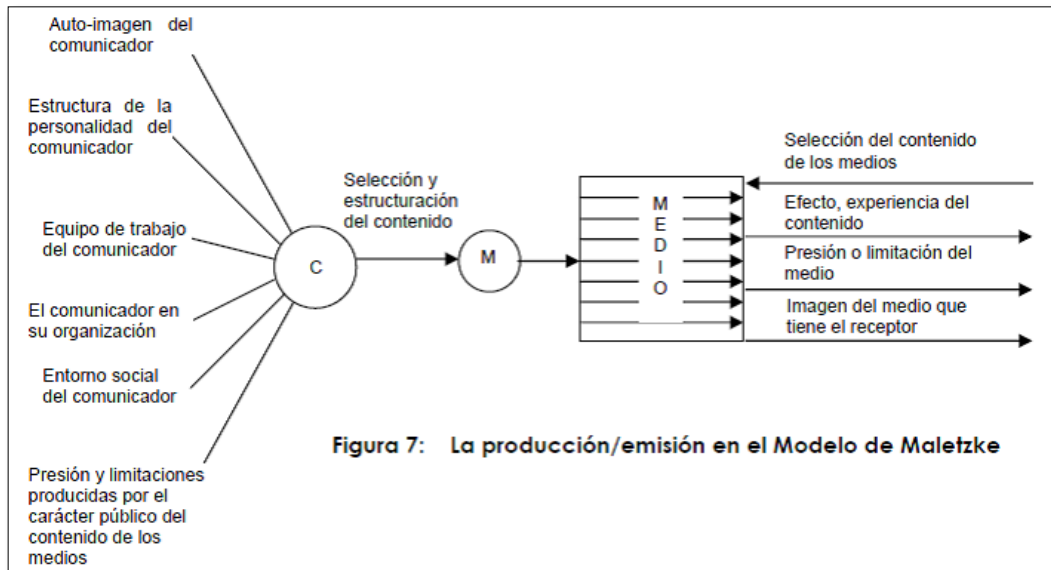 Auto-imagen del
comunicador
Estructura de la
personalidad del
comunicador
Equipo de trabajo
del comunicador
El comunicador en
su organización
Entorno social
del comunicador
Presión y limitaciones
producidas por el
carácter público del
contenido de los
medios
C
Selección y
estructuración
del contenido
M
M
E
D
I
O
Selección del contenido
de los medios
Efecto, experiencia del
contenido
Presión o limitación del
medio
Imagen del medio que
tiene el receptor
Figura 7: La producción/emisión en el Modelo de Maletzke